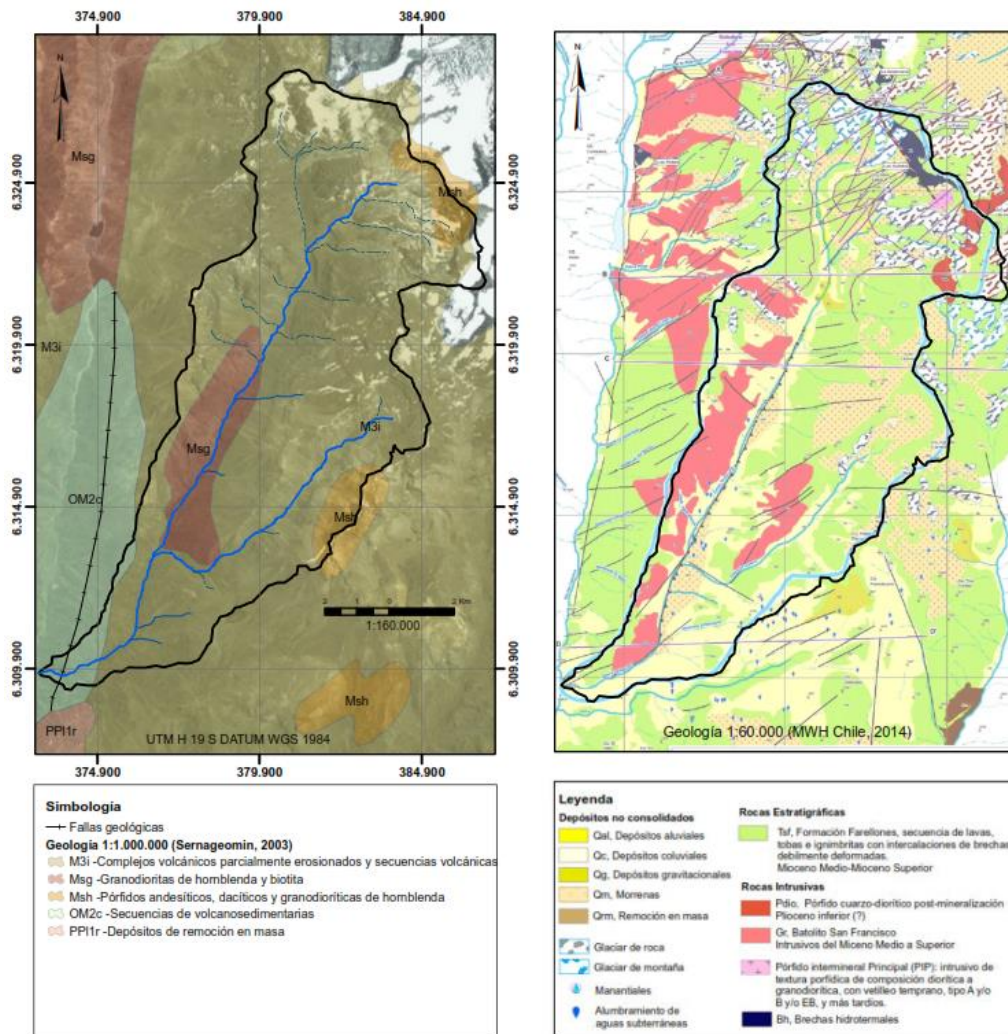 374.900
379.900
384.900
N
N
Msg
Msh
6.324.900
6.324.900
6.319.900
6.319.900
M3i
Msg
M3i
OM2c
6.314.900
6.314.900
Msh
2 1 2 Km
1:160.000
6.309.900
6.309.900
Msh
PPl1r
UTM H 19 S DATUM WGS 1984
Geología 1:60.000 (MWH Chile, 2014)
374.900
379.900
384.900
Simbología
Fallas geológicas
Geología 1:1.000.000 (Sernageomin, 2003)
M3i -Complejos volcánicos parcialmente erosionados y secuencias volcánicas
Msg -Granodioritas de hornblenda y biotita
Msh -Pórfidos andesíticos, dacíticos y granodioríticos de hornblenda
OM2c -Secuencias de volcanosedimentarias
PPl1r -Depósitos de remoción en masa
Leyenda
Depósitos no consolidados
Qal, Depósitos aluviales
Qc, Depósitos coluviales
Qg, Depósitos gravitacionales
Qm, Morrenas
Qrm, Remoción en masa
Glaciar de roca
Glaciar de montaña
Manantiales
Alumbramiento de
aguas subterráneas
Rocas Estratigráficas
Tsf, Formación Farellones, secuencia de lavas,
tobas e ignimbritas con intercalaciones de brechas
debilmente deformadas.
Mioceno Medio-Mioceno Superior
Rocas Intrusivas
Pdio, Pórfido cuarzo-diorítico post-mineralización
Plioceno inferior (?)
Gr, Batolito San Francisco
Intrusivos del Miceno Medio a Superior
Pórfido intermineral Principal (PIP): intrusivo de
textura porfídica de composición diorítica a
granodiorítica, con vetilleo temprano, tipo A y/o
B y/o EB, y más tardíos.
Bh, Brechas hidrotermales